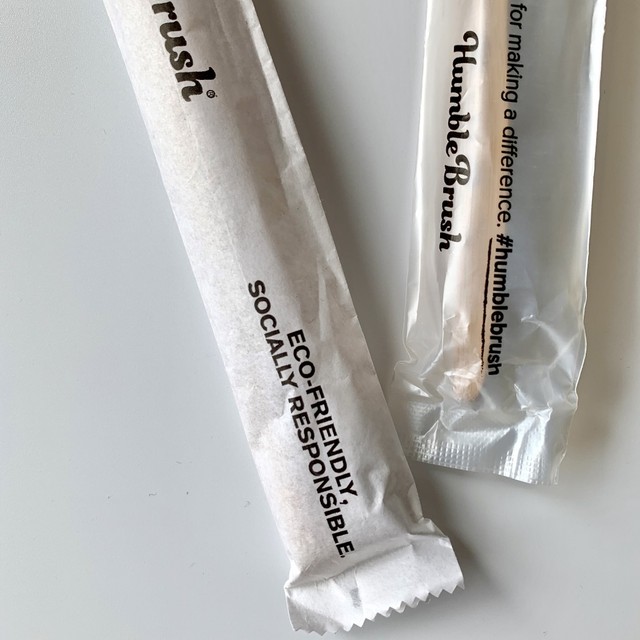 rush®
ECO-FRIENDLY,
SOCIALLY RESPONSIBLE.
for making a difference. #humblebrush
HumbleBrush